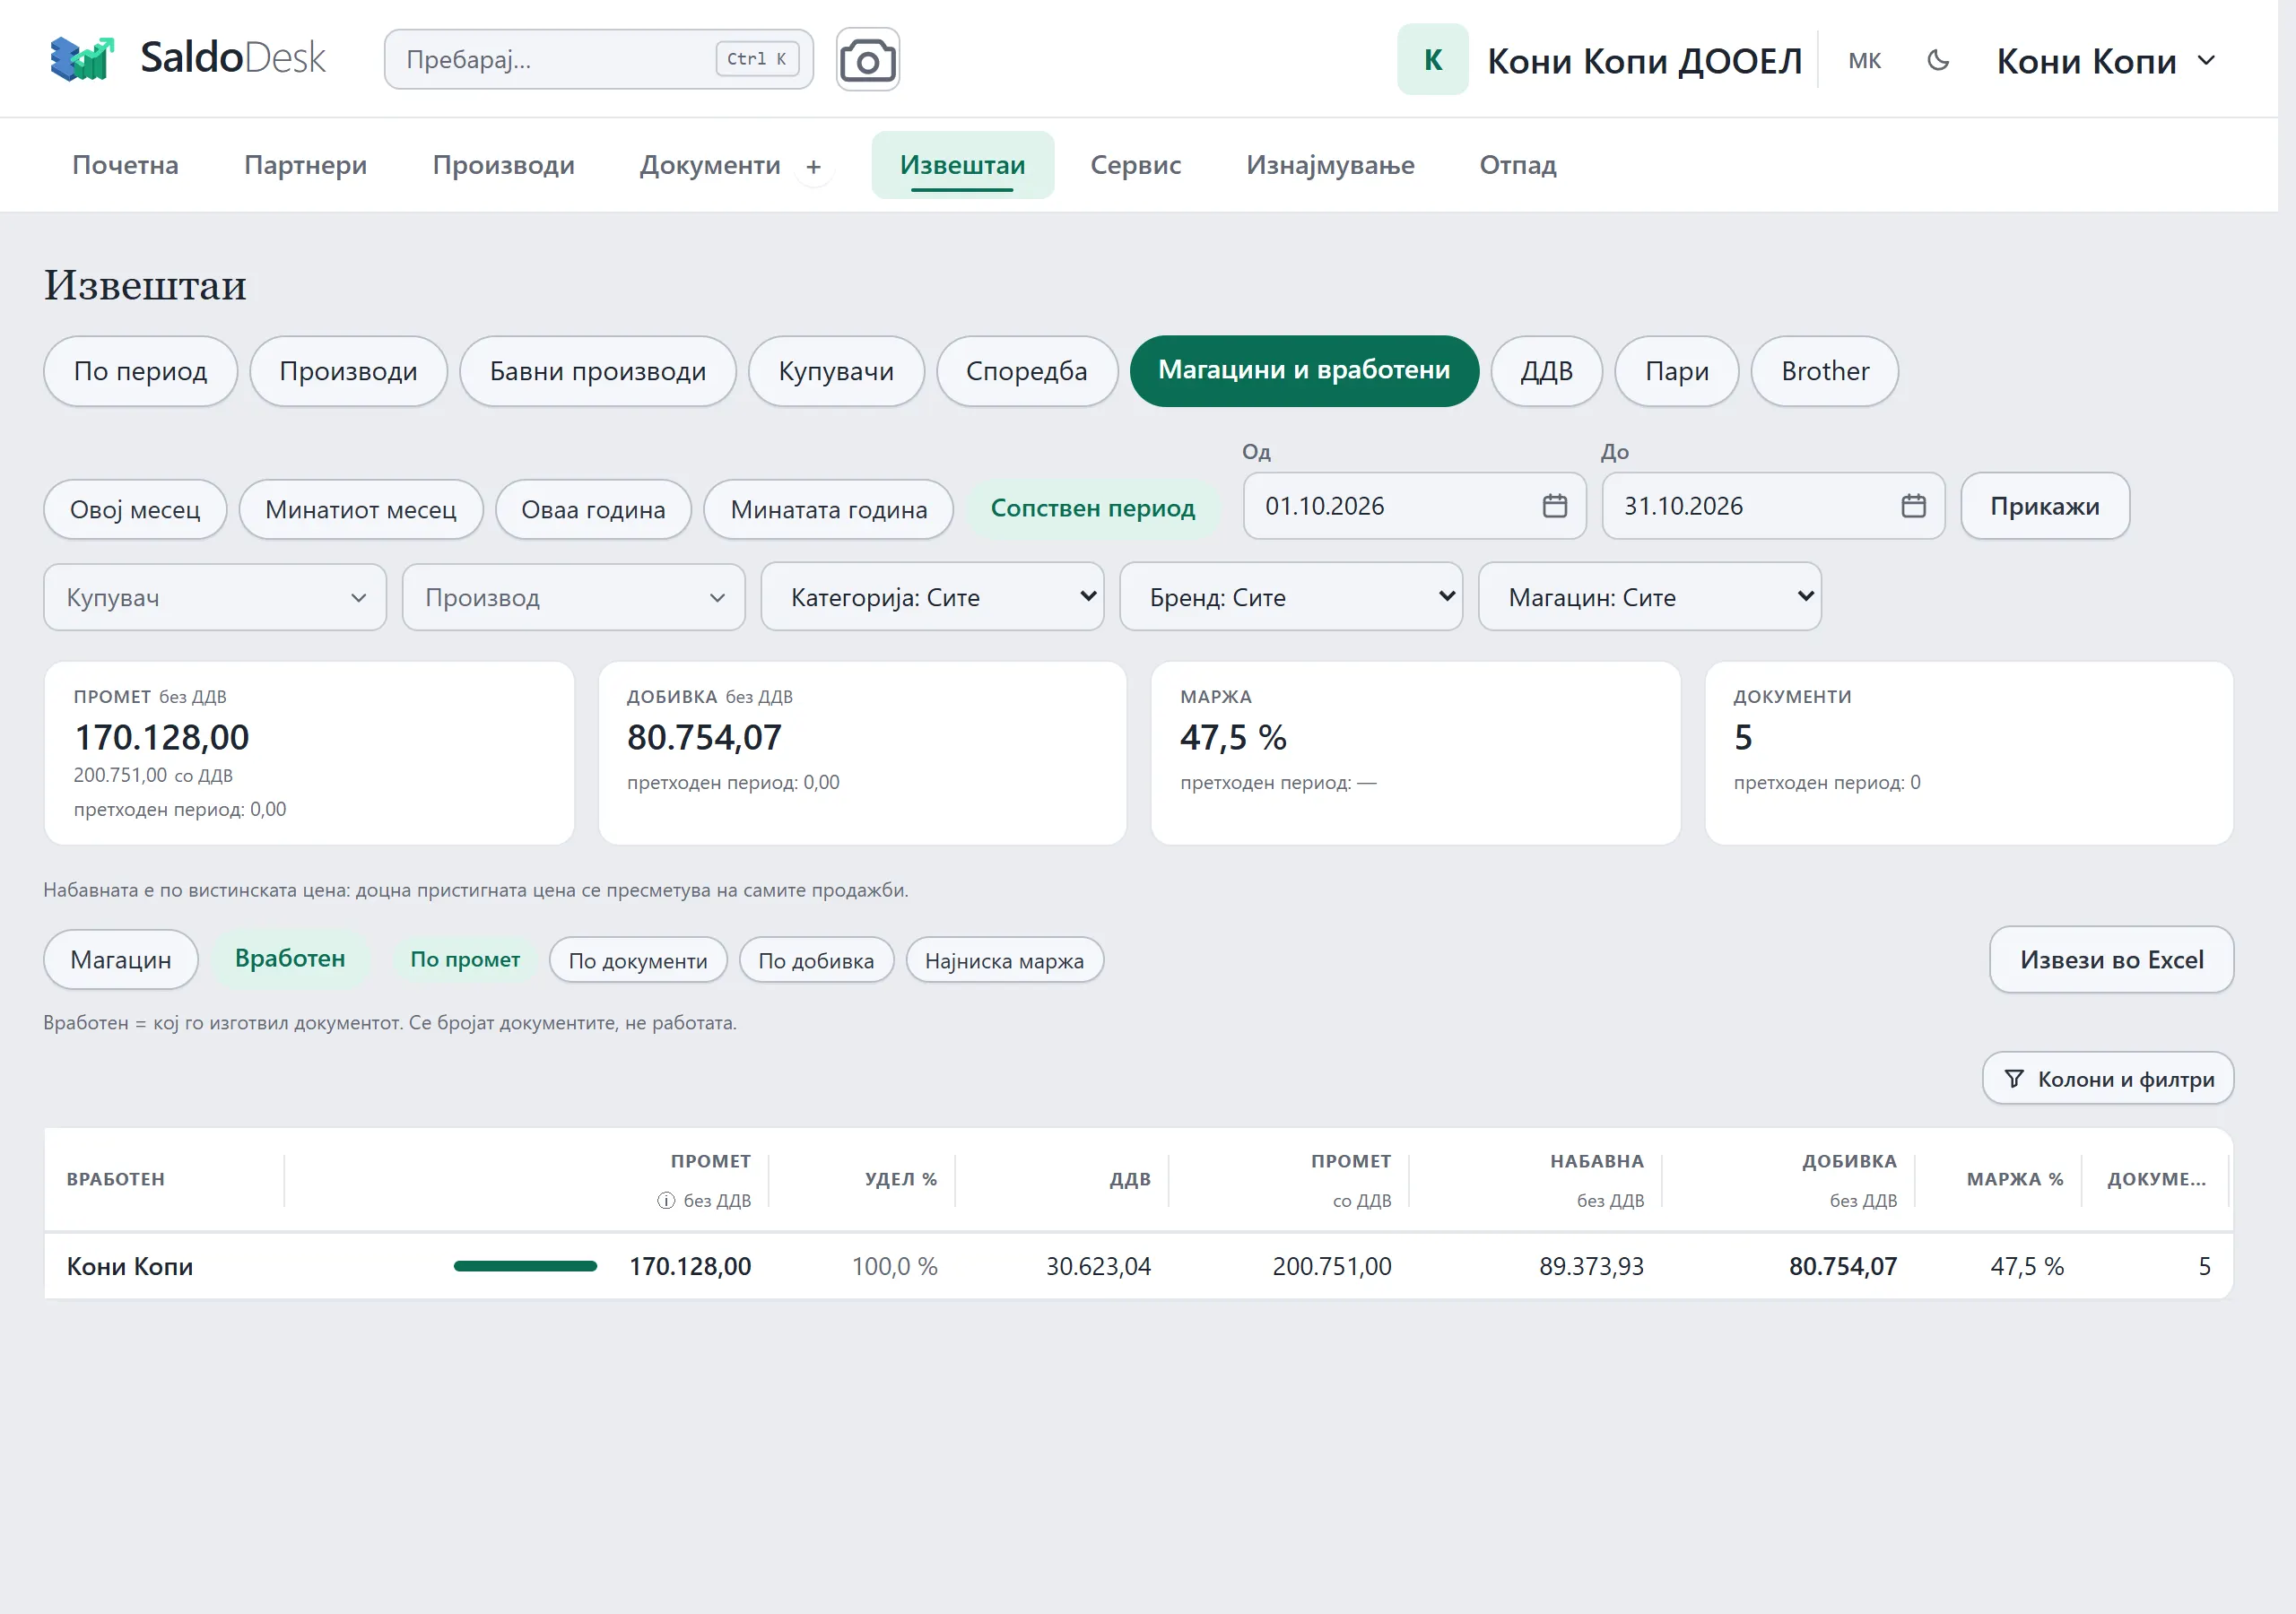 SaldoDesk
Пребарај...
Ctrl K
К
Кони Копи ДООЕЛ
МК
Кони Копи
Почетна
Партнери
Производи
Документи
+
Извештаи
Сервис
Изнајмување
Отпад
Извештаи
По период
Производи
Бавни производи
Купувачи
Споредба
Магацини и вработени
ДДВ
Пари
Brother
Овој месец
Минатиот месец
Оваа година
Минатата година
Сопствен период
Од
01.10.2026
До
31.10.2026
Прикажи
Купувач
Производ
Категорија: Сите
Бренд: Сите
Магацин: Сите
ПРОМЕТ без ДДВ
170.128,00
200.751,00 со ДДВ
претходен период: 0,00
ДОБИВКА без ДДВ
80.754,07
претходен период: 0,00
МАРЖА
47,5 %
претходен период: —
ДОКУМЕНТИ
5
претходен период: 0
Набавната е по вистинската цена: доцна пристигната цена се пресметува на самите продажби.
Магацин
Вработен
По промет
По документи
По добивка
Најниска маржа
Извези во Excel
Вработен = кој го изготвил документот. Се бројат документите, не работата.
Колони и филтри
ВРАБОТЕН
ПРОМЕТ
без ДДВ
УДЕЛ %
ДДВ
ПРОМЕТ
со ДДВ
НАБАВНА
без ДДВ
ДОБИВКА
без ДДВ
МАРЖА %
ДОКУМЕ...
Кони Копи
170.128,00
100,0 %
30.623,04
200.751,00
89.373,93
80.754,07
47,5 %
5